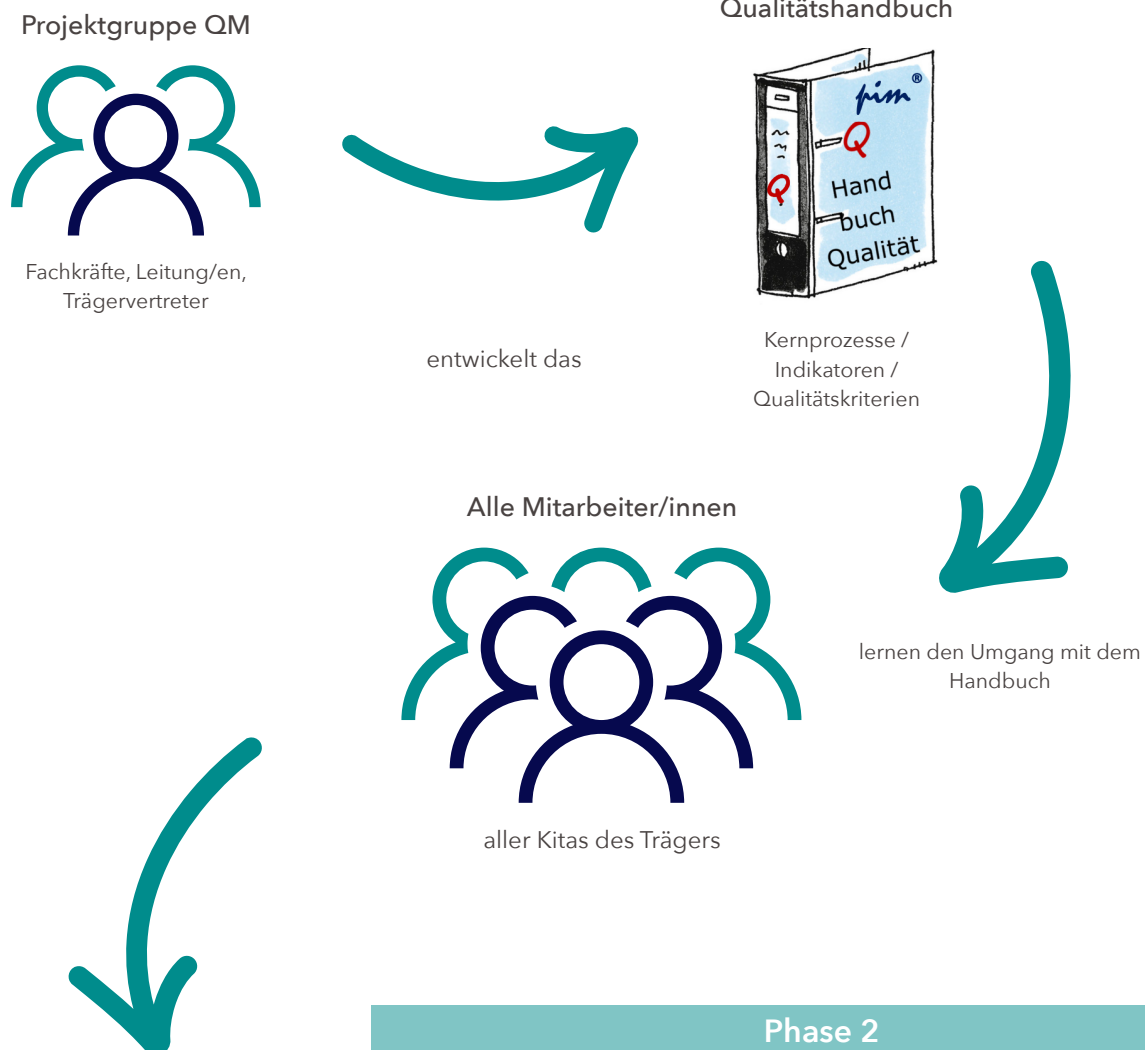 Projektgruppe QM
Fachkräfte, Leitung/en,
Trägervertreter
entwickelt das
Qualitätshandbuch
pim®
Q
Q
Hand
buch
Qualität
Kernprozesse /
Indikatoren /
Qualitätskriterien
lernen den Umgang mit dem
Handbuch
Alle Mitarbeiter/innen
aller Kitas des Trägers
Phase 2